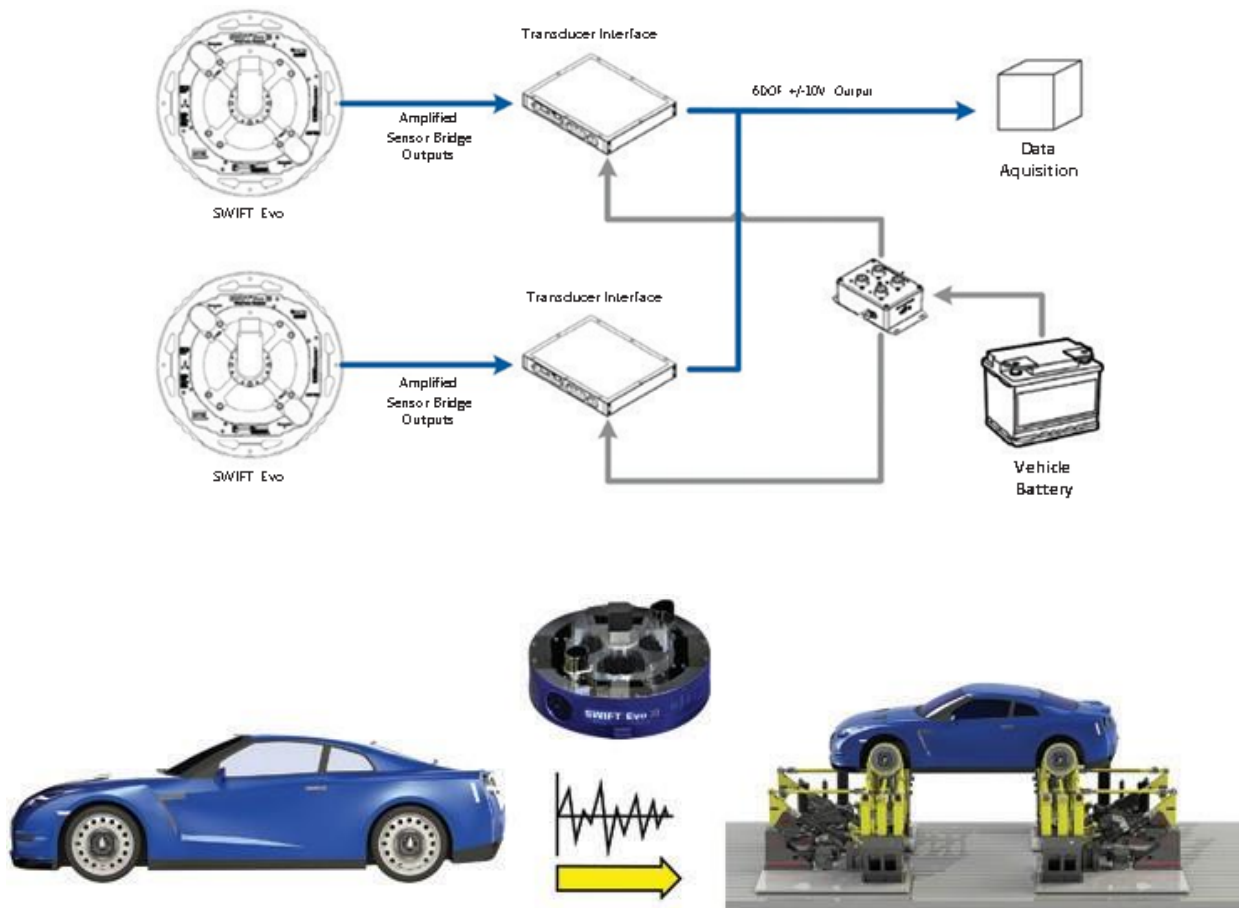 Transducer Interface
6DOF +/-10V Output
Amplified
Sensor Bridge
Outputs
Data
Aquisition
SWIFT Evo
Transducer Interface
Amplified
Sensor Bridge
Outputs
SWIFT Evo
Vehicle
Battery
SWIFT Evo